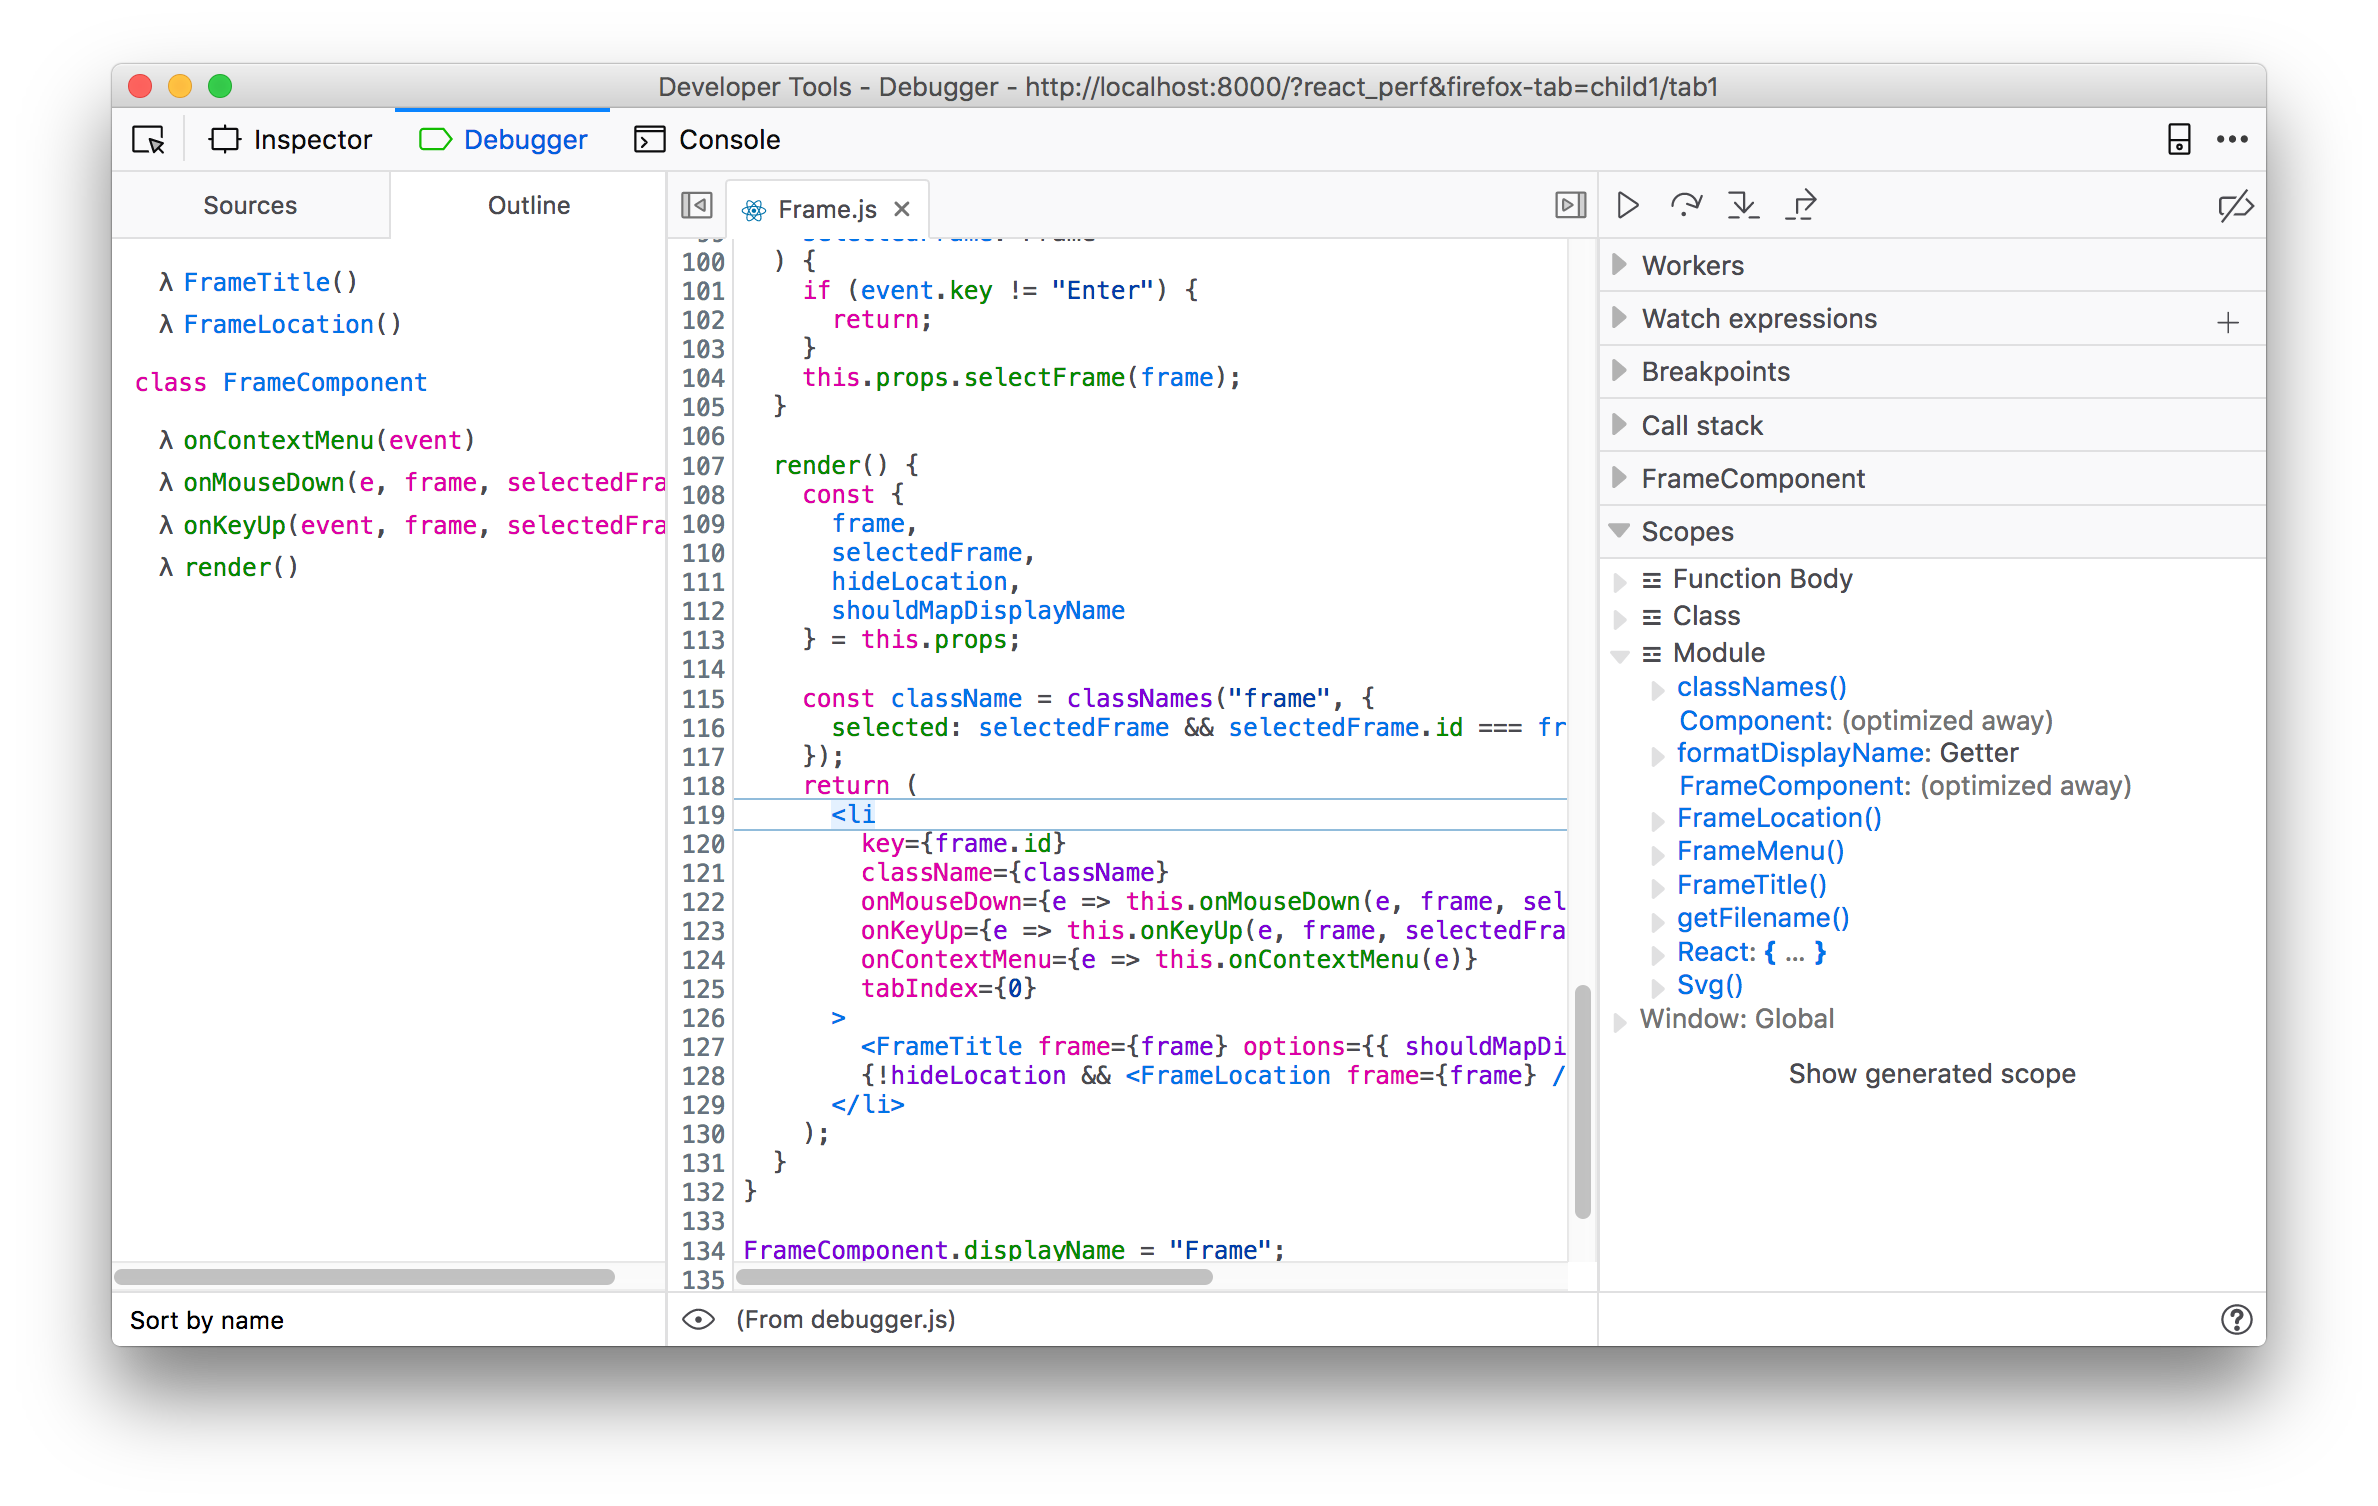 Developer Tools - Debugger - http://localhost:8000/?react_perf&firefox-tab=child1/tab1
Inspector
Debugger
Console
Sources
Outline
λ FrameTitle()
λ FrameLocation()
class FrameComponent
λ onContextMenu(event)
λ onMouseDown(e, frame, selectedFra
λ onKeyUp(event, frame, selectedFra
λ render()
Sort by name
Frame.js
100 ) {
101 if (event.key != "Enter") {
102 return;
103 }
104 this.props.selectFrame(frame);
105 }
106
107 render() {
108 const {
109 frame,
110 selectedFrame,
111 hideLocation,
112 shouldMapDisplayName
113 } = this.props;
114
115 const className = classNames("frame", {
116 selected: selectedFrame && selectedFrame.id === fr
117 });
118 return (
119 <li
120 key={frame.id}
121 className={className}
122 onMouseDown={e => this.onMouseDown(e, frame, sel
123 onKeyUp={e => this.onKeyUp(e, frame, selectedFra
124 onContextMenu={e => this.onContextMenu(e)}
125 tabIndex={0}
126 >
127 <FrameTitle frame={frame} options={{ shouldMapDi
128 {!hideLocation && <FrameLocation frame={frame} /
129 </li>
130 );
131 }
132 }
133
134 FrameComponent.displayName = "Frame";
135
(From debugger.js)
Workers
Watch expressions
Breakpoints
Call stack
FrameComponent
Scopes
Function Body
Class
Module
classNames()
Component: (optimized away)
formatDisplayName: Getter
FrameComponent: (optimized away)
FrameLocation()
FrameMenu()
FrameTitle()
getFilename()
React: { … }
Svg()
Window: Global
Show generated scope